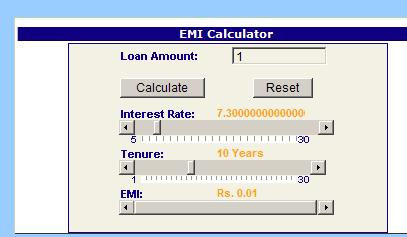 EMI Calculator
Loan Amount: 1
Calculate Reset
Interest Rate: 7.3000000000000
5 30
Tenure: 10 Years
1 30
EMI: Rs. 0.01